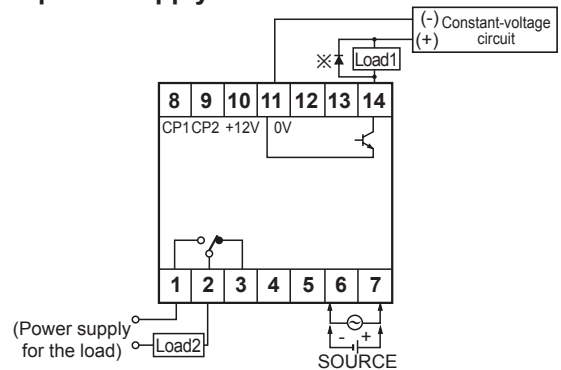 (-) Constant-voltage
(+) circuit
※ Load1
8 9 10 11 12 13 14
CP1 CP2 +12V 0V
1 2 3 4 5 6 7
(Power supply
for the load) Load2
- +
SOURCE